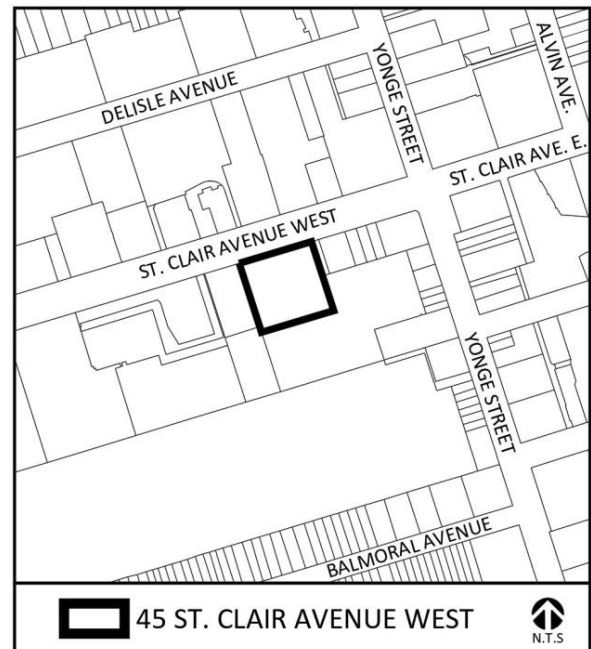 DELISLE AVENUE
YONGE STREET
ALVIN AVE.
ST. CLAIR AVE. E.
ST. CLAIR AVENUE WEST
YONGE STREET
BALMORAL AVENUE
45 ST. CLAIR AVENUE WEST
N.T.S